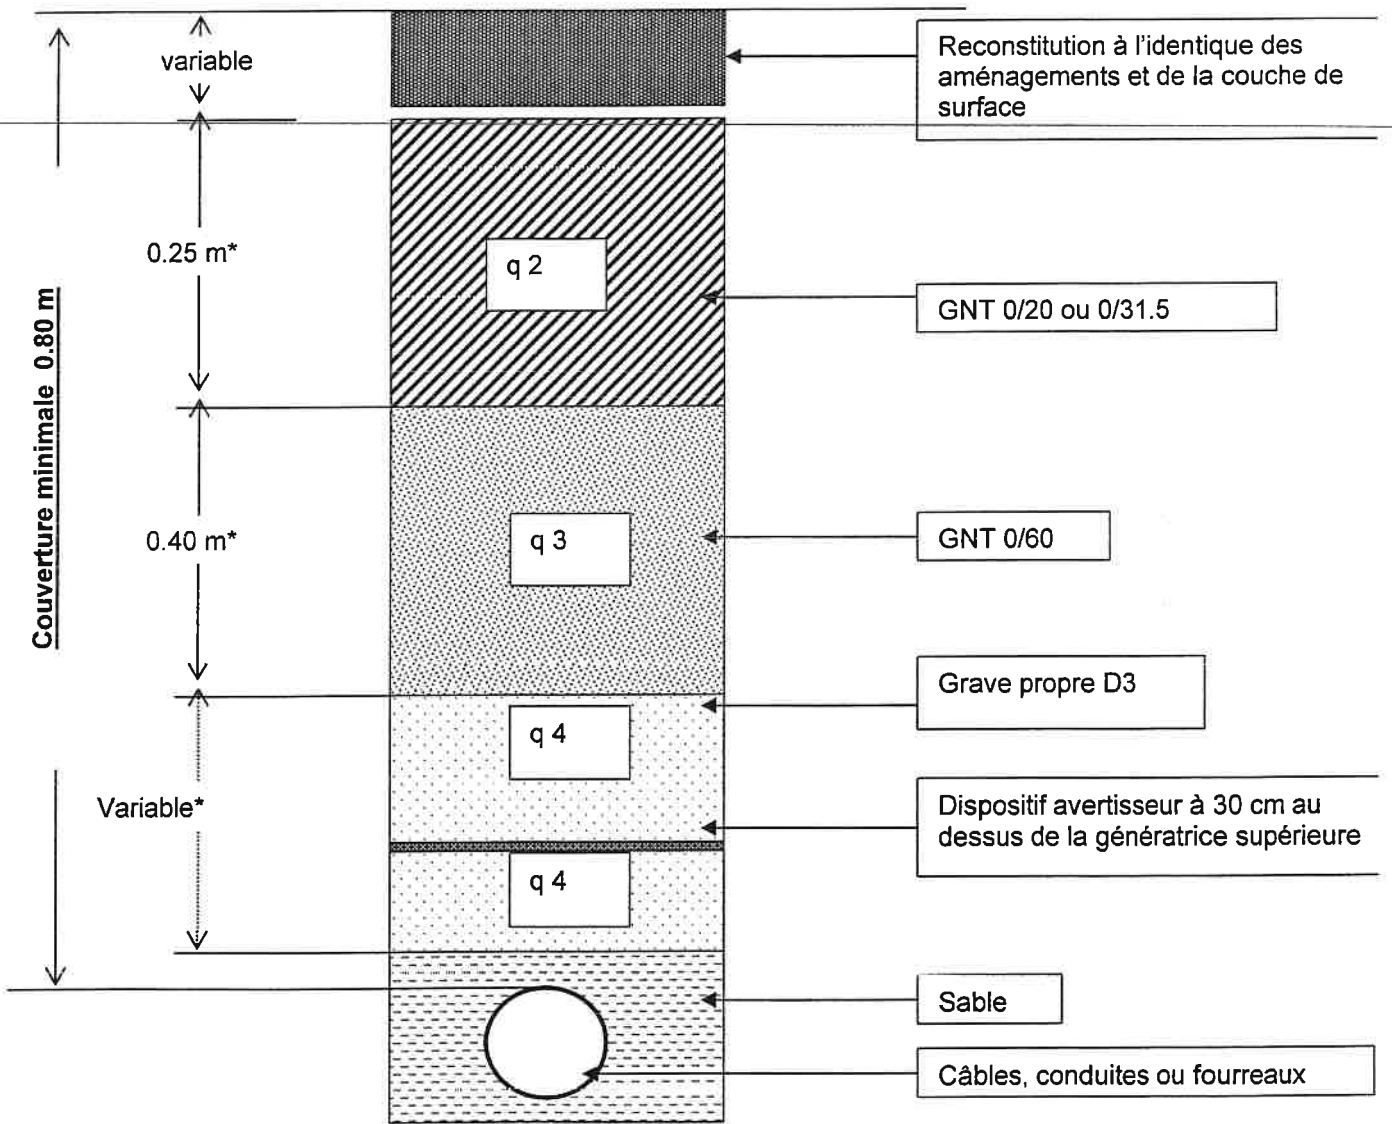 variable
Reconstitution à l'identique des
aménagements et de la couche de
surface
0.25 m*
q 2
GNT 0/20 ou 0/31.5
Couverture minimale 0.80 m
0.40 m*
q 3
GNT 0/60
Grave propre D3
q 4
Variable*
Dispositif avertisseur à 30 cm au
dessus de la génératrice supérieure
q 4
Sable
Câbles, conduites ou fourreaux